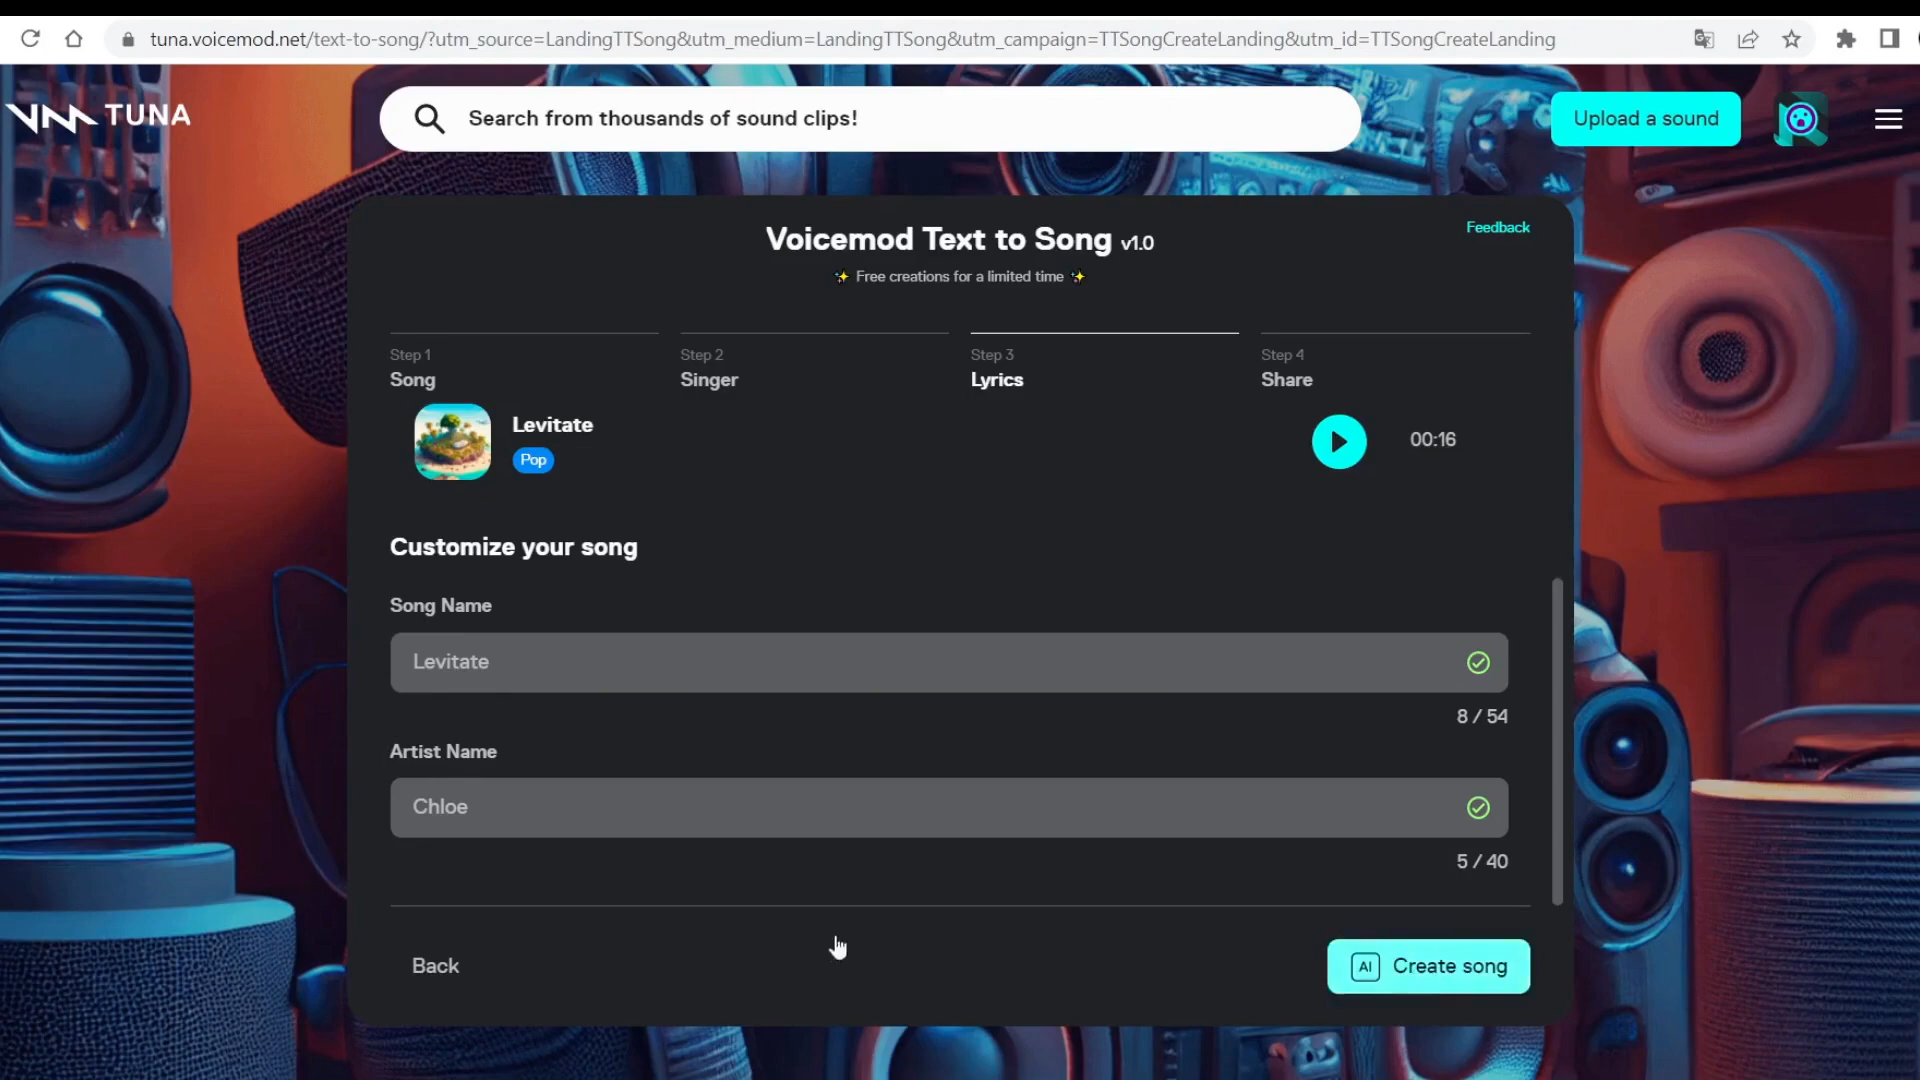 tuna.voicemod.net/text-to-song/?utm_source=LandingTTSong&utm_medium=LandingTTSong&utm_campaign=TTSongCreateLanding&utm_id=TTSongCreateLanding
VM TUNA
Search from thousands of sound clips!
Upload a sound
Voicemod Text to Song v1.0
Feedback
✨ Free creations for a limited time ✨
Step 1
Song
Step 2
Singer
Step 3
Lyrics
Step 4
Share
Levitate
Pop
00:16
Customize your song
Song Name
Levitate
8 / 54
Artist Name
Chloe
5 / 40
Back
AI Create song